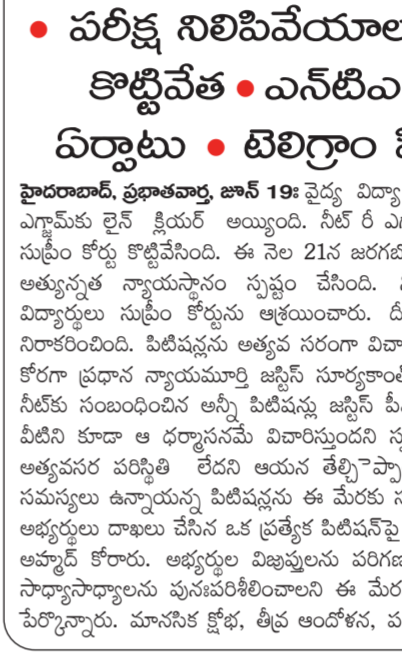 • పరీక్ష నిలిపివేయాల
కొట్టివేత • ఎన్‌టిఎ
ఏర్పాటు • టెలిగ్రాం
హైదరాబాద్, ప్రభాతవార్త, జూన్ 19ః వైద్య విద్యా
ఎగ్జామ్‌కు లైన్ క్లియర్ అయ్యింది. నీట్ రీ ఎగ
సుప్రీం కోర్టు కొట్టివేసింది. ఈ నెల 21న జరగబో
అత్యున్నత న్యాయస్థానం స్పష్టం చేసింది.
విద్యార్థులు సుప్రీం కోర్టును ఆశ్రయించారు. దీ
నిరాకరించింది. పిటిషన్లను అత్యవ సరంగా విచా
కోరగా ప్రధాన న్యాయమూర్తి జస్టిస్ సూర్యకాంత్
నీట్‌కు సంబంధించిన అన్నీ పిటిషన్లు జస్టిస్ పీ
వీటిని కూడా ఆ ధర్మాసనమే విచారిస్తుందని స్ప
అత్యవసర పరిస్థితి లేదని ఆయన తేల్చిెప్పా
సమస్యలు ఉన్నాయన్న పిటిషన్లను ఈ మేరకు
అభ్యర్థులు దాఖలు చేసిన ఒక ప్రత్యేక పిటిషన్‌పై
అహ్మద్ కోరారు. అభ్యర్థుల విజ్ఞప్తులను పరిగణ
సాధ్యాసాధ్యాలను పునఃపరిశీలించాలని ఈ మేర
పేర్కొన్నారు. మానసిక క్షోభ, తీవ్ర ఆందోళన, ప